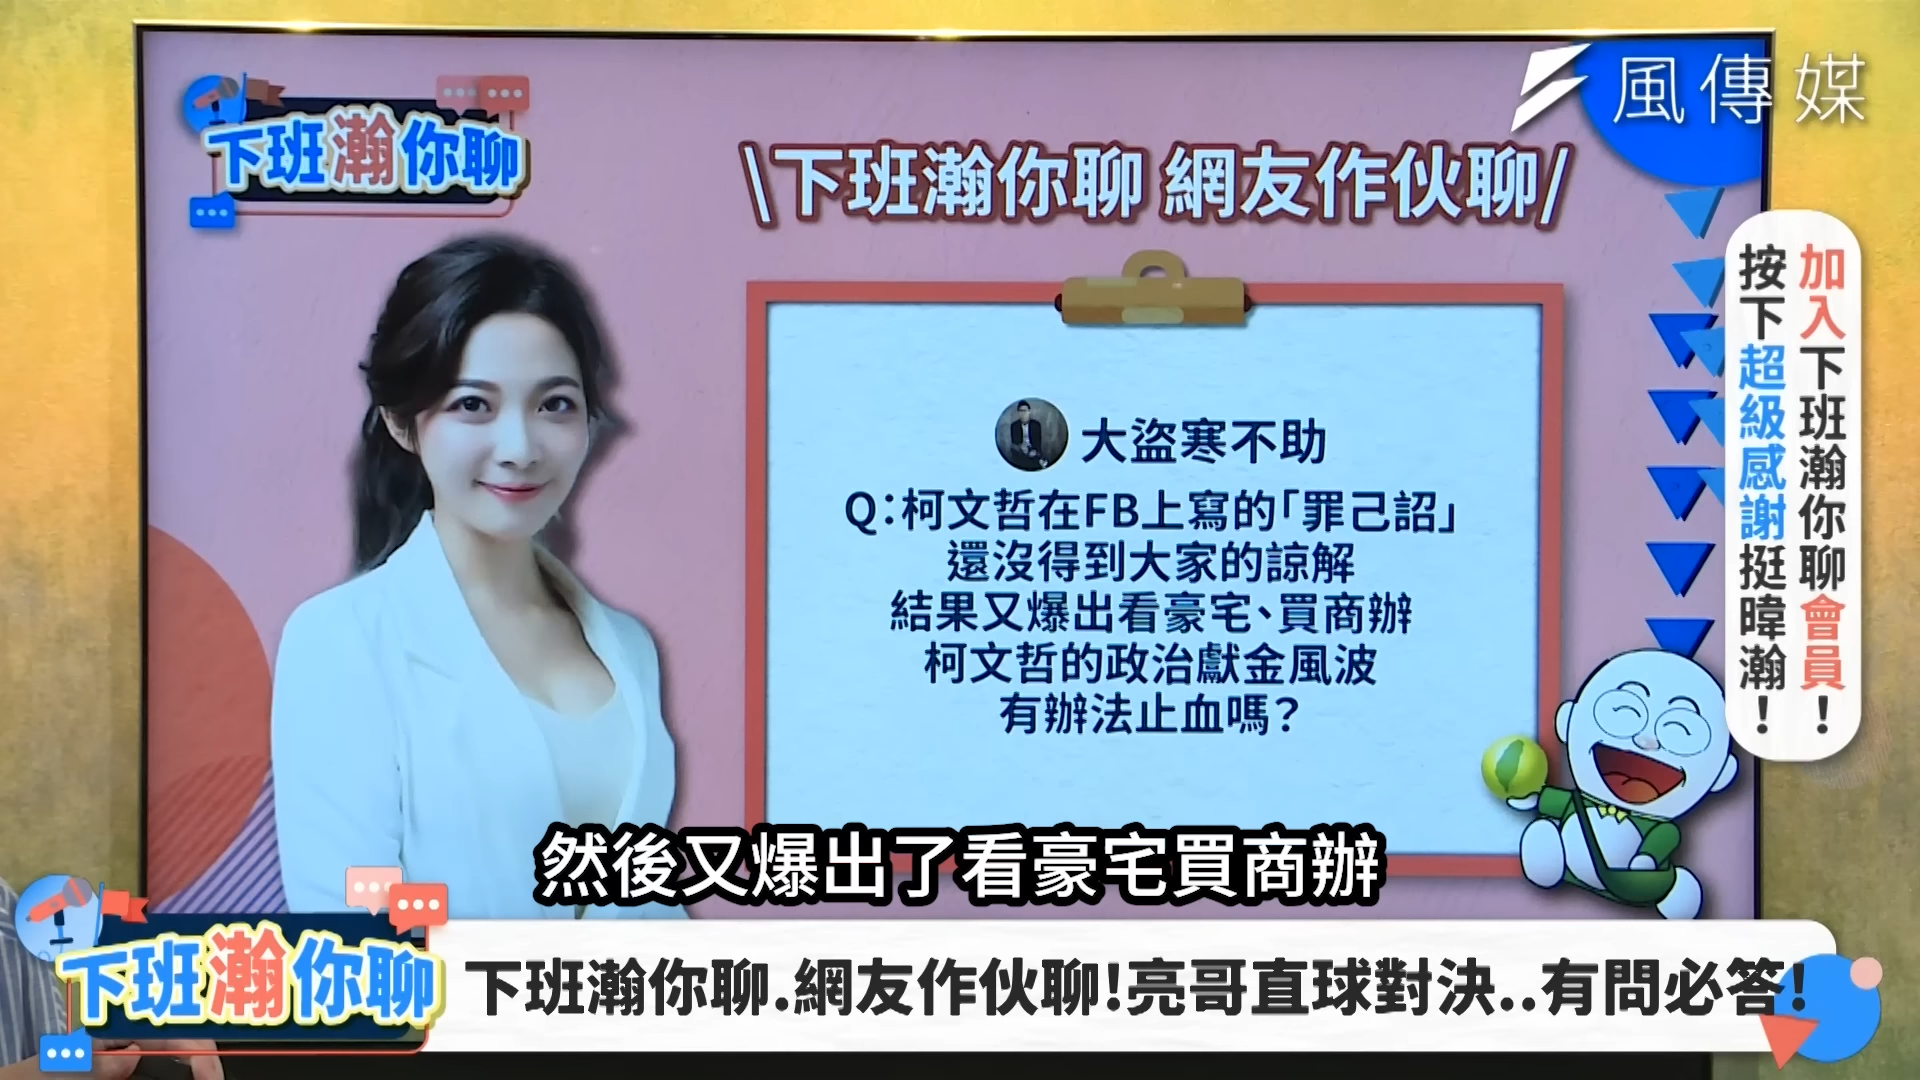 風傳媒
下班瀚你聊
\下班瀚你聊 網友作伙聊/
加入下班瀚你聊會員！
按下超級感謝挺暐瀚！
大盜寒不助
Q：柯文哲在FB上寫的「罪己詔」
還沒得到大家的諒解
結果又爆出看豪宅、買商辦
柯文哲的政治獻金風波
有辦法止血嗎？
然後又爆出了看豪宅買商辦
下班瀚你聊
下班瀚你聊.網友作伙聊!亮哥直球對決..有問必答!